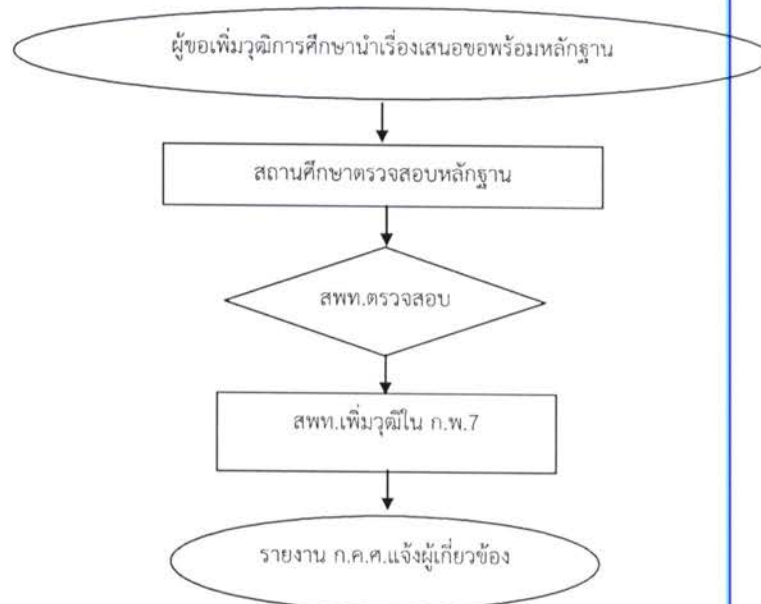 ผู้ขอเพิ่มวุฒิการศึกษานำเรื่องเสนอขอพร้อมหลักฐาน
สถานศึกษาตรวจสอบหลักฐาน
สพท.ตรวจสอบ
สพท.เพิ่มวุฒิใน ก.พ.7
รายงาน ก.ค.ศ.แจ้งผู้เกี่ยวข้อง